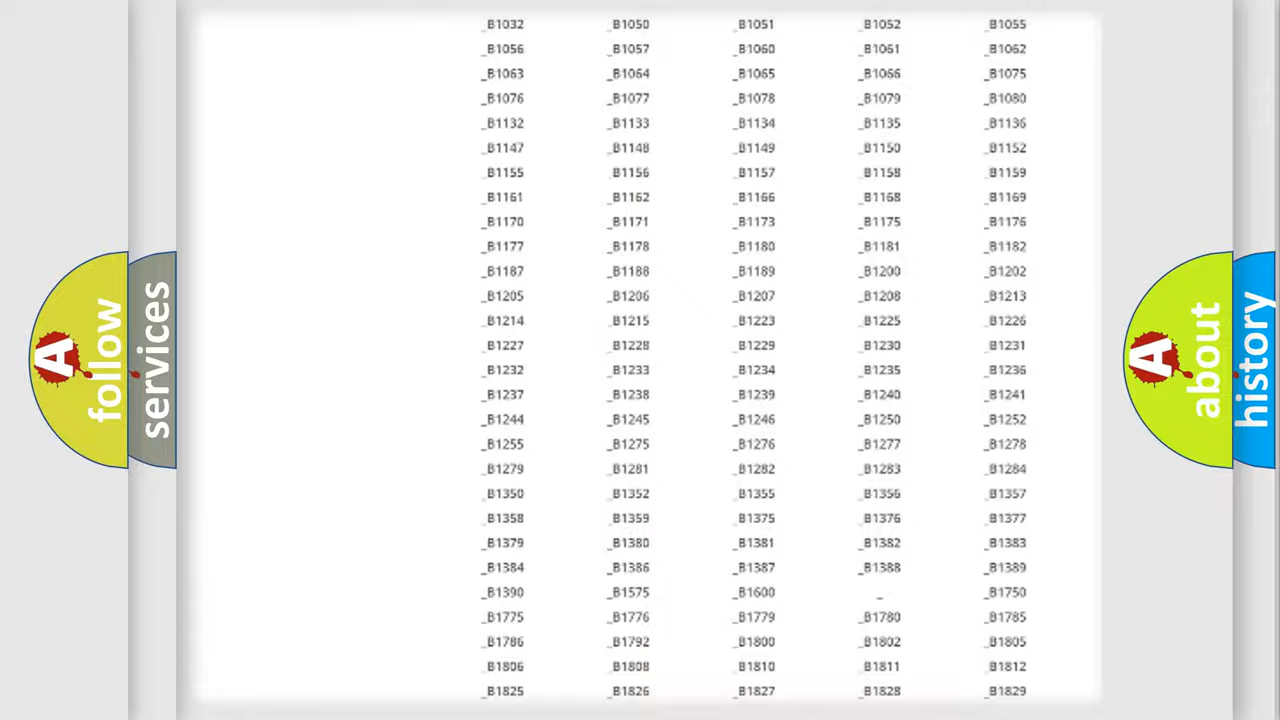 _B1032 _B1050 _B1051 _B1052 _B1055
_B1056 _B1057 _B1060 _B1061 _B1062
_B1063 _B1064 _B1065 _B1066 _B1075
_B1076 _B1077 _B1078 _B1079 _B1080
_B1132 _B1133 _B1134 _B1135 _B1136
_B1147 _B1148 _B1149 _B1150 _B1152
_B1155 _B1156 _B1157 _B1158 _B1159
_B1161 _B1162 _B1166 _B1168 _B1169
_B1170 _B1171 _B1173 _B1175 _B1176
_B1177 _B1178 _B1180 _B1181 _B1182
_B1187 _B1188 _B1189 _B1200 _B1202
_B1205 _B1206 _B1207 _B1208 _B1213
_B1214 _B1215 _B1223 _B1225 _B1226
_B1227 _B1228 _B1229 _B1230 _B1231
_B1232 _B1233 _B1234 _B1235 _B1236
_B1237 _B1238 _B1239 _B1240 _B1241
_B1244 _B1245 _B1246 _B1250 _B1252
_B1255 _B1275 _B1276 _B1277 _B1278
_B1279 _B1281 _B1282 _B1283 _B1284
_B1350 _B1352 _B1355 _B1356 _B1357
_B1358 _B1359 _B1375 _B1376 _B1377
_B1379 _B1380 _B1381 _B1382 _B1383
_B1384 _B1386 _B1387 _B1388 _B1389
_B1390 _B1575 _B1600 _ _B1750
_B1775 _B1776 _B1779 _B1780 _B1785
_B1786 _B1792 _B1800 _B1802 _B1805
_B1806 _B1808 _B1810 _B1811 _B1812
_B1825 _B1826 _B1827 _B1828 _B1829
A
follow
services
A
about
history